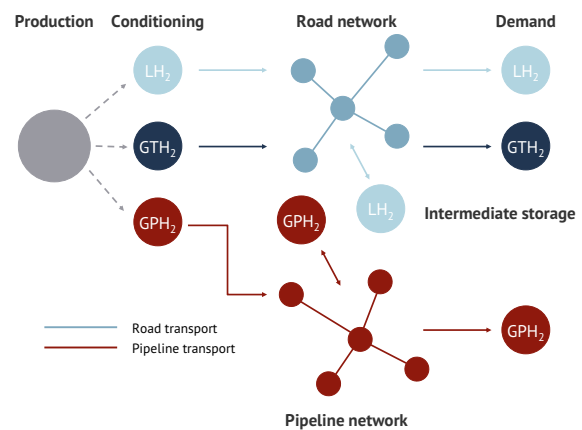 Production
Conditioning
Road network
Demand
LH₂
LH₂
GTH₂
GTH₂
GPH₂
GPH₂
LH₂
Intermediate storage
Road transport
Pipeline transport
GPH₂
Pipeline network